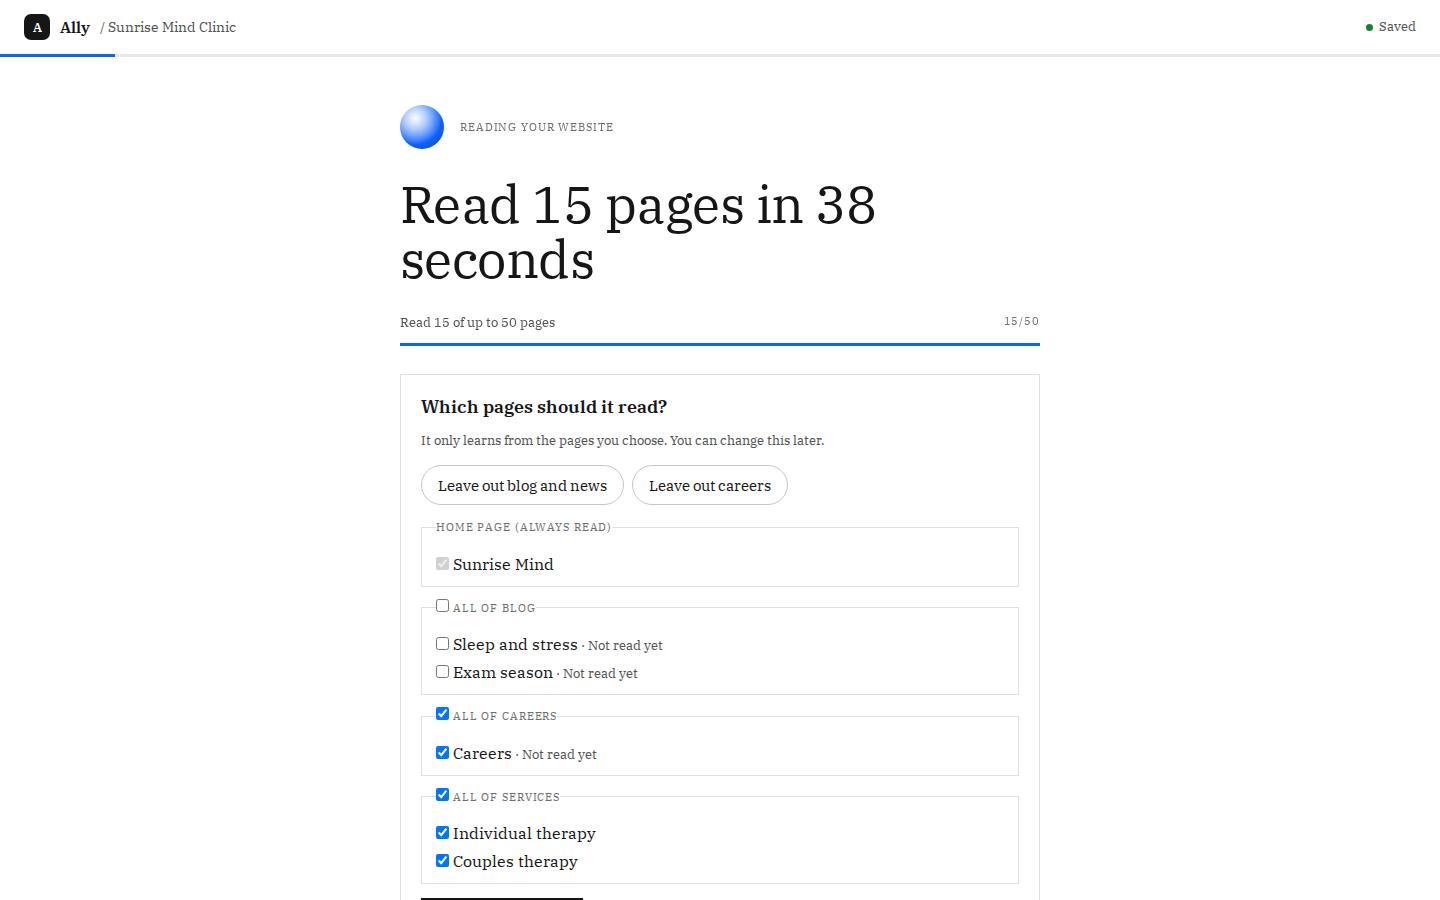 A Ally / Sunrise Mind Clinic
Saved
READING YOUR WEBSITE
Read 15 pages in 38
seconds
Read 15 of up to 50 pages
15/50
Which pages should it read?
It only learns from the pages you choose. You can change this later.
Leave out blog and news
Leave out careers
HOME PAGE (ALWAYS READ)
Sunrise Mind
ALL OF BLOG
Sleep and stress · Not read yet
Exam season · Not read yet
ALL OF CAREERS
Careers · Not read yet
ALL OF SERVICES
Individual therapy
Couples therapy